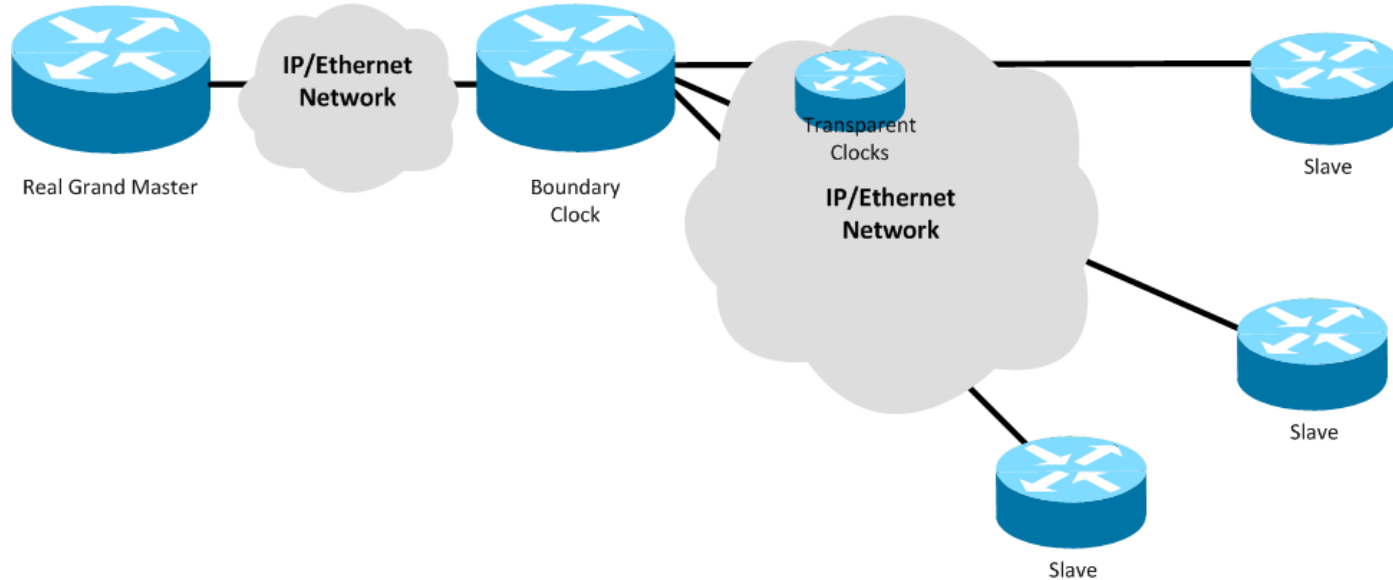 IP/Ethernet
Network
Real Grand Master
Boundary
Clock
Transparent
Clocks
IP/Ethernet
Network
Slave
Slave
Slave